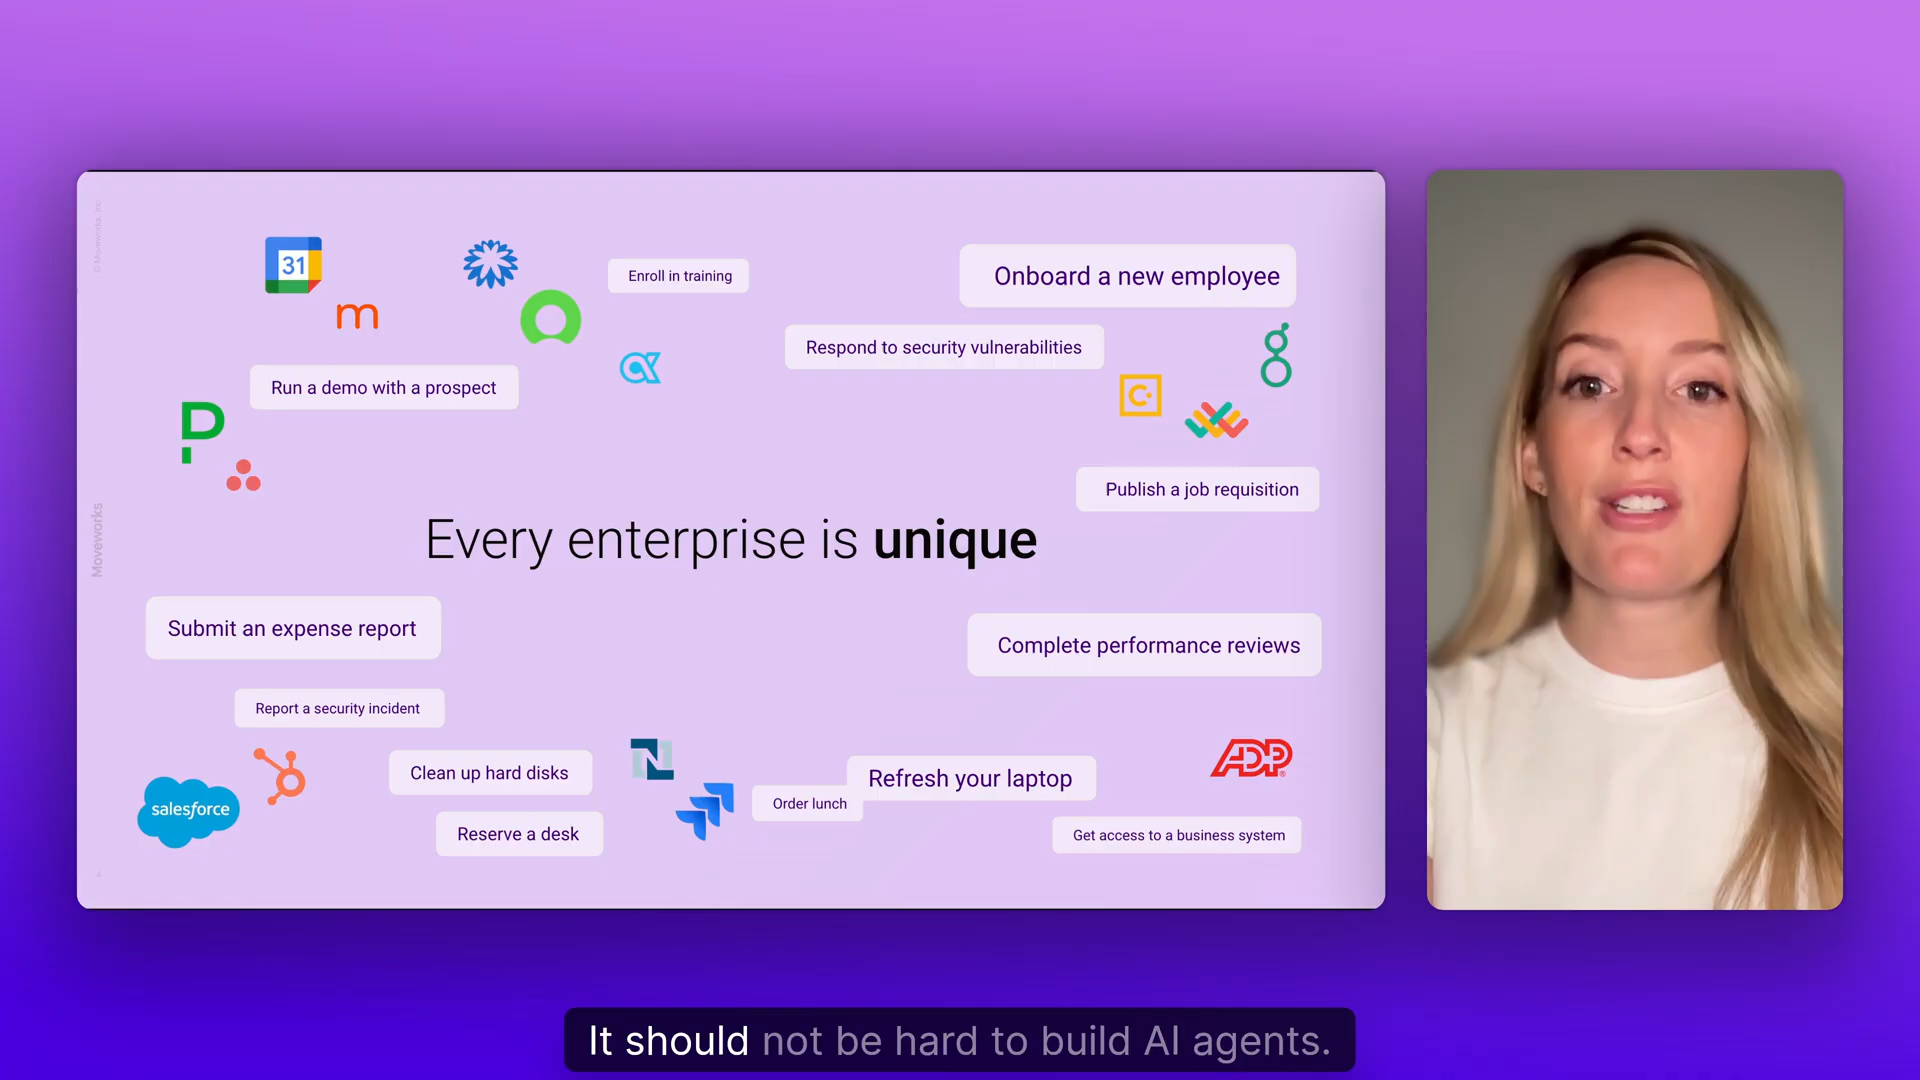 © Moveworks, Inc.
31
m
Enroll in training
Onboard a new employee
Respond to security vulnerabilities
Run a demo with a prospect
C.
P
Publish a job requisition
Every enterprise is unique
Moveworks
Submit an expense report
Complete performance reviews
Report a security incident
salesforce
Clean up hard disks
N
Refresh your laptop
ADP
Order lunch
Reserve a desk
Get access to a business system
It should not be hard to build AI agents.